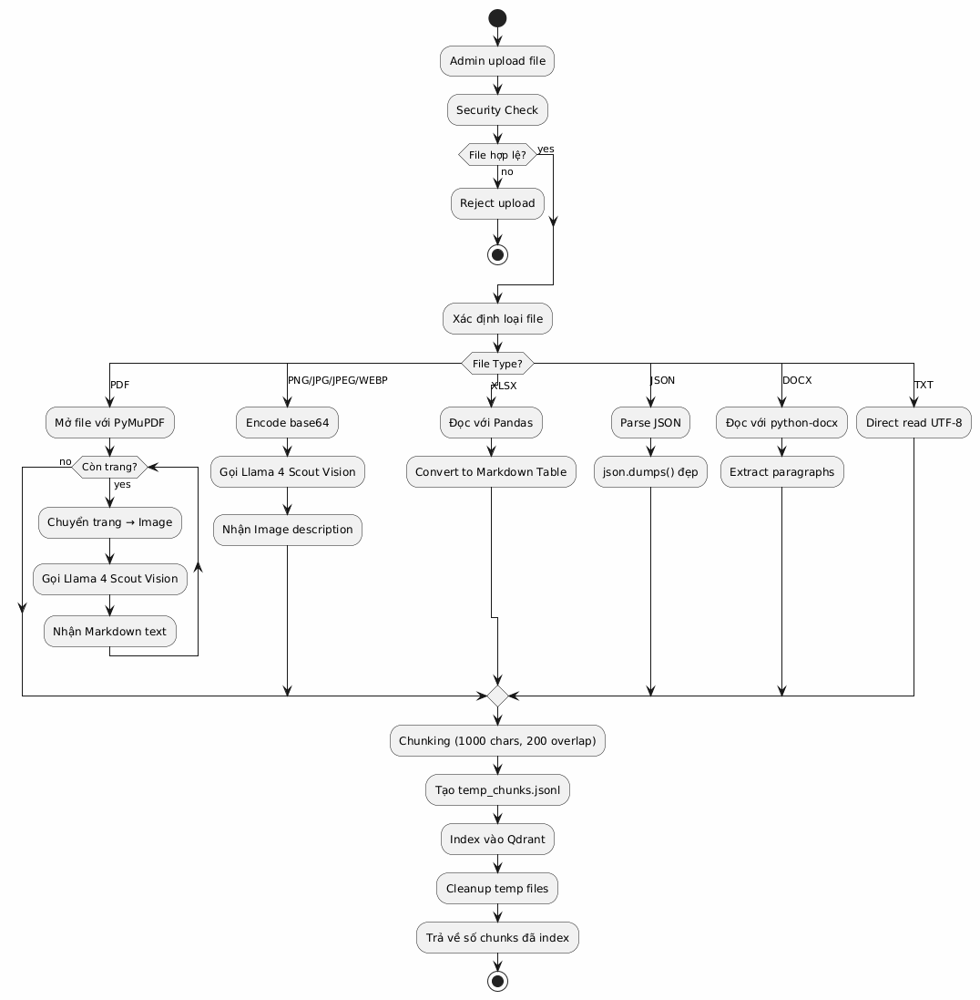 Admin upload file
Security Check
File hợp lệ?
yes
no
Reject upload
Xác định loại file
File Type?
PDF
Mở file với PyMuPDF
Còn trang?
no
yes
Chuyển trang → Image
Gọi Llama 4 Scout Vision
Nhận Markdown text
PNG/JPG/JPEG/WEBP
Encode base64
Gọi Llama 4 Scout Vision
Nhận Image description
XLSX
Đọc với Pandas
Convert to Markdown Table
JSON
Parse JSON
json.dumps() đẹp
DOCX
Đọc với python-docx
Extract paragraphs
TXT
Direct read UTF-8
Chunking (1000 chars, 200 overlap)
Tạo temp_chunks.jsonl
Index vào Qdrant
Cleanup temp files
Trả về số chunks đã index